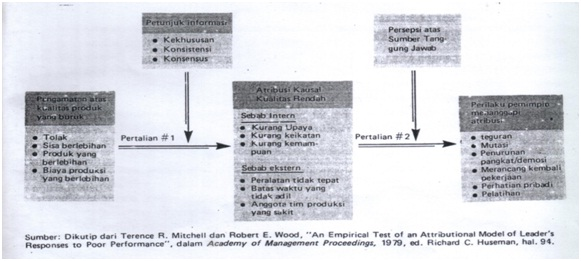 Petunjuk Informasi
● Kekhususan
● Konsistensi
● Konsensus
Persepsi atas
Sumber Tang-
gung Jawab
Pengamatan atas
kualitas produk
yang buruk
● Tolak
● Sisa berlebihan
● Produk yang
berlebihan
● Biaya produksi
yang berlebihan
Pertalian #1
Atribusi Kausal
Kualitas Rendah
Sebab Intern
● Kurang Upaya
● Kurang keikatan
● Kurang kemam-
puan
Sebab ekstern
● Peralatan tidak tepat
● Batas waktu yang
tidak adil
● Anggota tim produksi
yang sakit
Pertalian #2
Perilaku pemimpin
menanggapi
atribusi
● teguran
● Mutasi
● Penurunan
pangkat/demosi
● Merancang kembali
pekerjaan
● Perhatian pribadi
● Pelatihan
Sumber: Dikutip dari Terence R. Mitchell dan Robert E. Wood, "An Empirical Test of an Attributional Model of Leader's
Responses to Poor Performance", dalam Academy of Management Proceedings, 1979, ed. Richard C. Huseman, hal. 94.